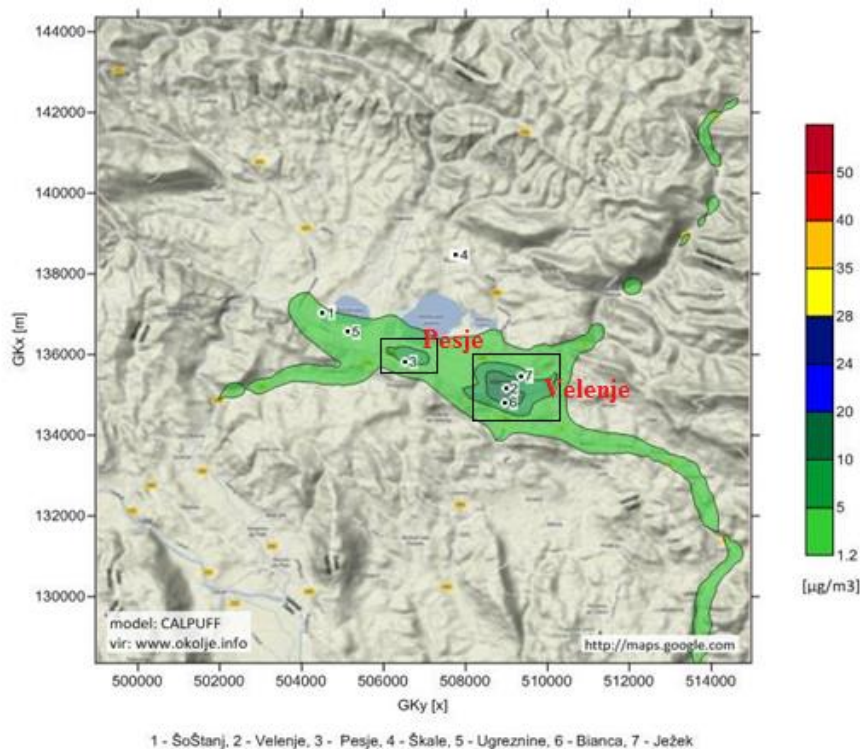 144000
142000
140000
138000
136000
134000
132000
130000
GKx [m]
500000 502000 504000 506000 508000 510000 512000 514000
GKy [x]
1
5
4
Pesje
3
7
2
6
Velenje
model: CALPUFF
vir: www.okolje.info
http://maps.google.com
50
40
35
28
24
20
10
5
1.2
[µg/m3]
1 - ŠoŠtanj, 2 - Velenje, 3 - Pesje, 4 - Škale, 5 - Ugreznine, 6 - Bianca, 7 - Ježek